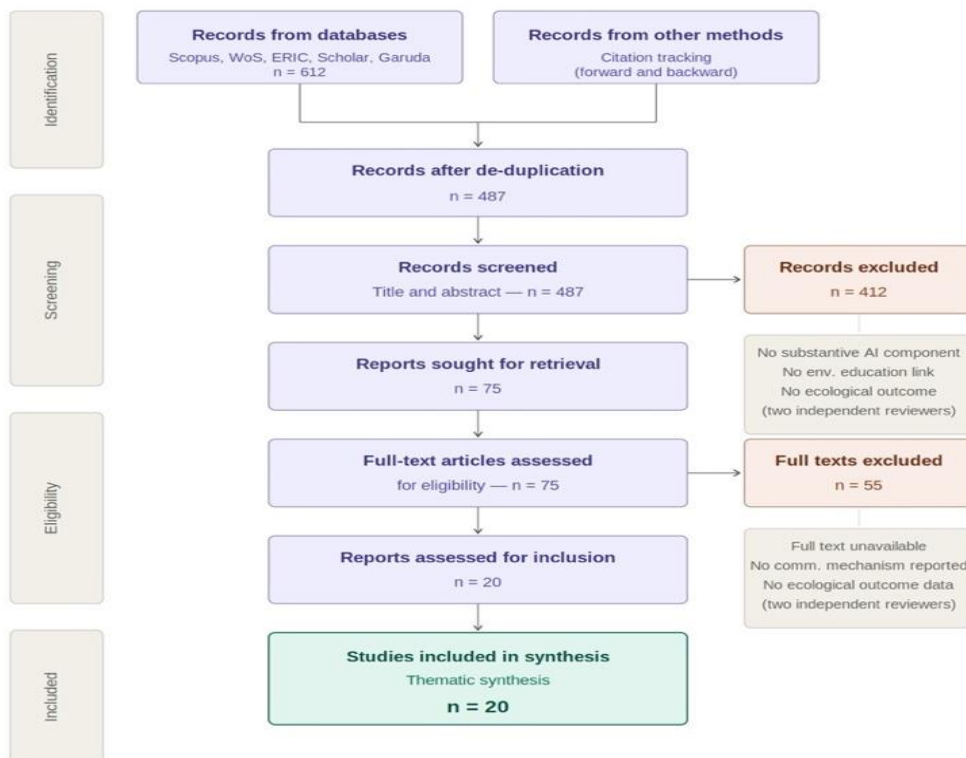 Identification
Records from databases
Scopus, WoS, ERIC, Scholar, Garuda
n = 612
Records from other methods
Citation tracking
(forward and backward)
Records after de-duplication
n = 487
Screening
Records screened
Title and abstract — n = 487
Records excluded
n = 412
No substantive AI component
No env. education link
No ecological outcome
(two independent reviewers)
Reports sought for retrieval
n = 75
Eligibility
Full-text articles assessed
for eligibility — n = 75
Full texts excluded
n = 55
Full text unavailable
No comm. mechanism reported
No ecological outcome data
(two independent reviewers)
Reports assessed for inclusion
n = 20
Included
Studies included in synthesis
Thematic synthesis
n = 20